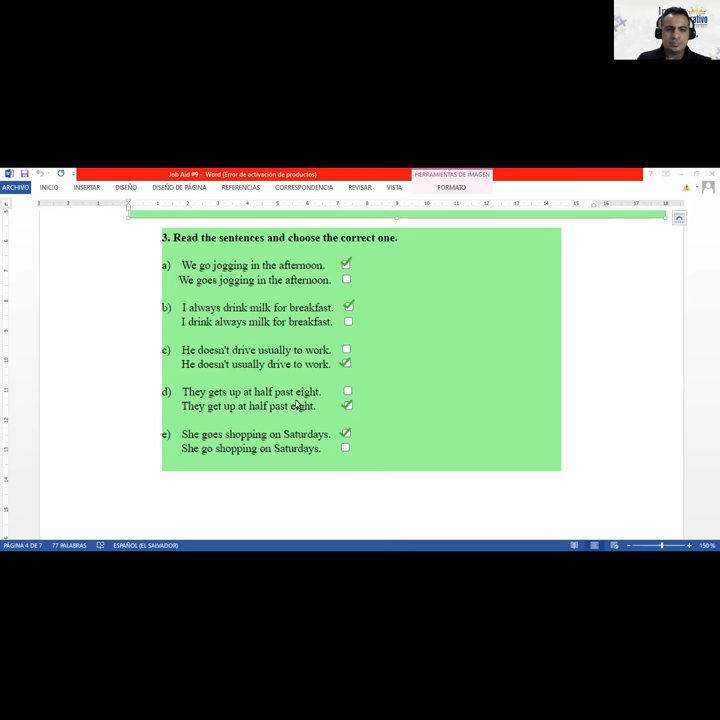 Job Aid #9 - Word (Error de activación de productos)
HERRAMIENTAS DE IMAGEN
ARCHIVO INICIO INSERTAR DISEÑO DISEÑO DE PÁGINA REFERENCIAS CORRESPONDENCIA REVISAR VISTA FORMATO
3. Read the sentences and choose the correct one.
a) We go jogging in the afternoon.
We goes jogging in the afternoon.
b) I always drink milk for breakfast.
I drink always milk for breakfast.
c) He doesn't drive usually to work.
He doesn't usually drive to work.
d) They gets up at half past eight.
They get up at half past eight.
e) She goes shopping on Saturdays.
She go shopping on Saturdays.
PÁGINA 4 DE 7 77 PALABRAS ESPAÑOL (EL SALVADOR) 150 %